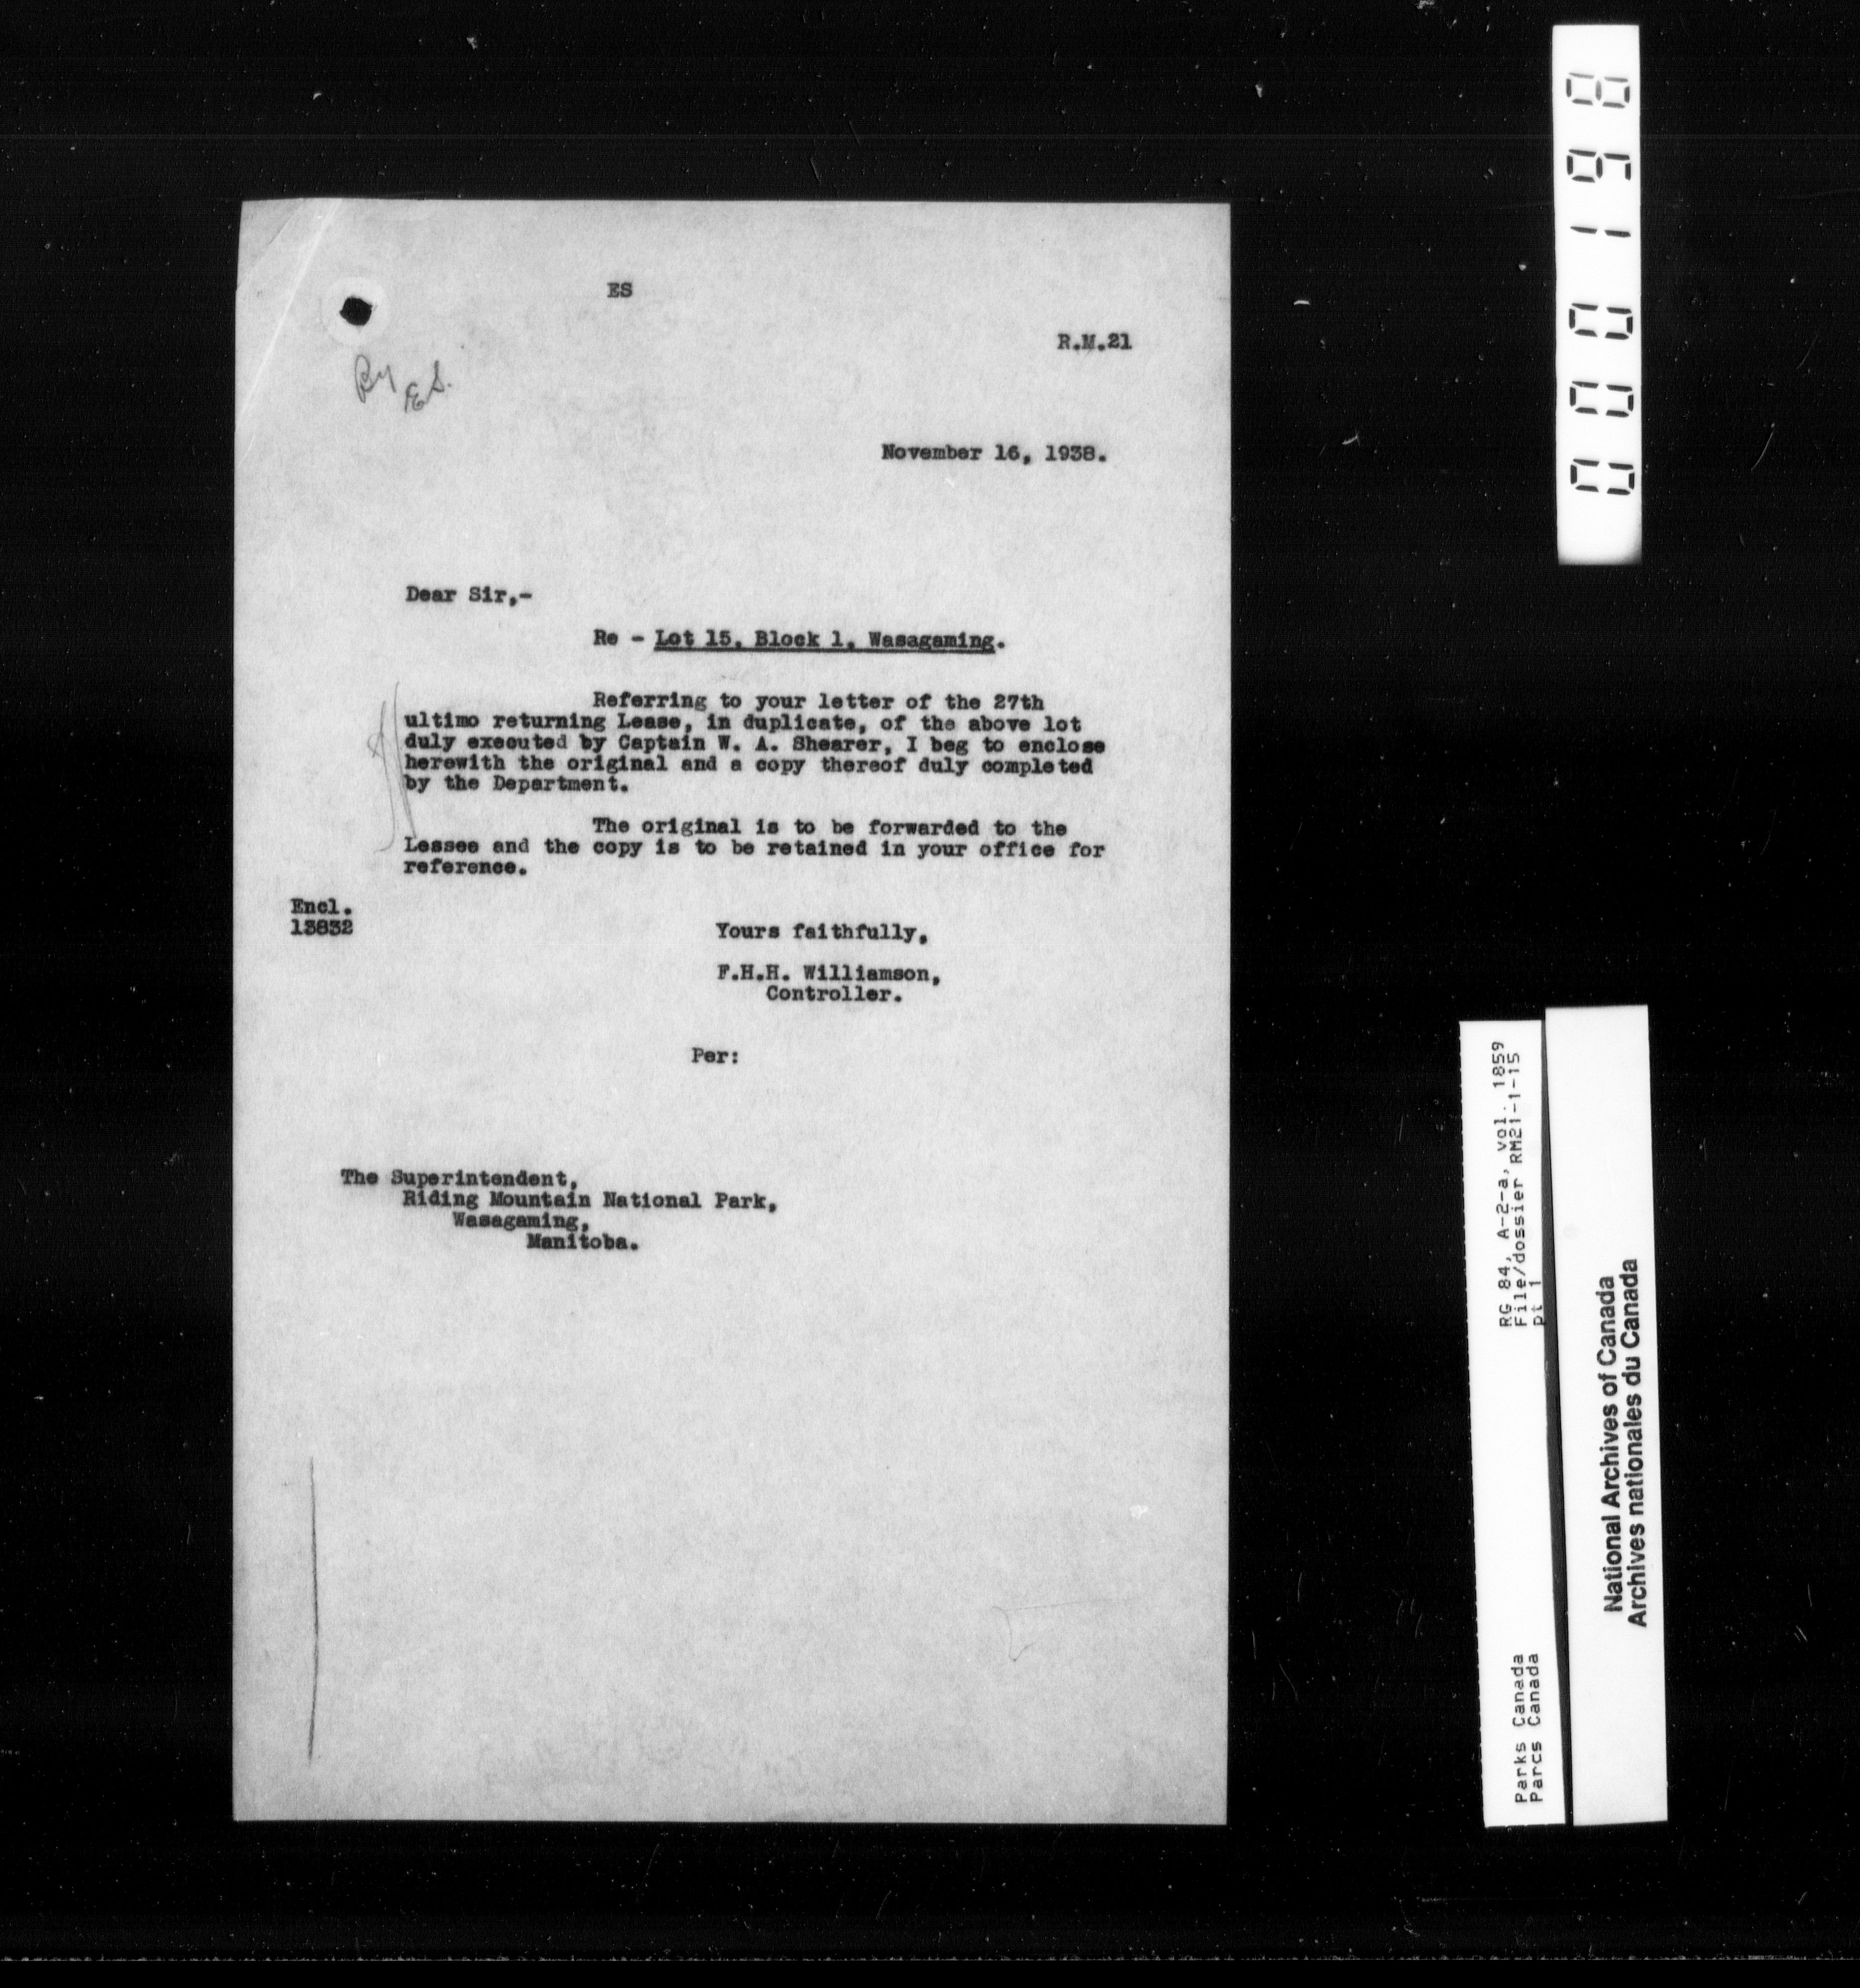 ES
R.M.21
By E.S.
November 16, 1938.
Dear Sir,-
Re - Lot 15, Block 1, Wasagaming.
Referring to your letter of the 27th
ultimo returning Lease, in duplicate, of the above lot
duly executed by Captain W. A. Shearer, I beg to enclose
herewith the original and a copy thereof duly completed
by the Department.
The original is to be forwarded to the
Lessee and the copy is to be retained in your office for
reference.
Encl.
13832
Yours faithfully,
F.H.H. Williamson,
Controller.
Per:
The Superintendent,
Riding Mountain National Park,
Wasagaming,
Manitoba.
000198
RG 84, A-2-a, vol. 1859
File/dossier RM21-1-15
pt 1
Parks Canada
Parcs Canada
National Archives of Canada
Archives nationales du Canada